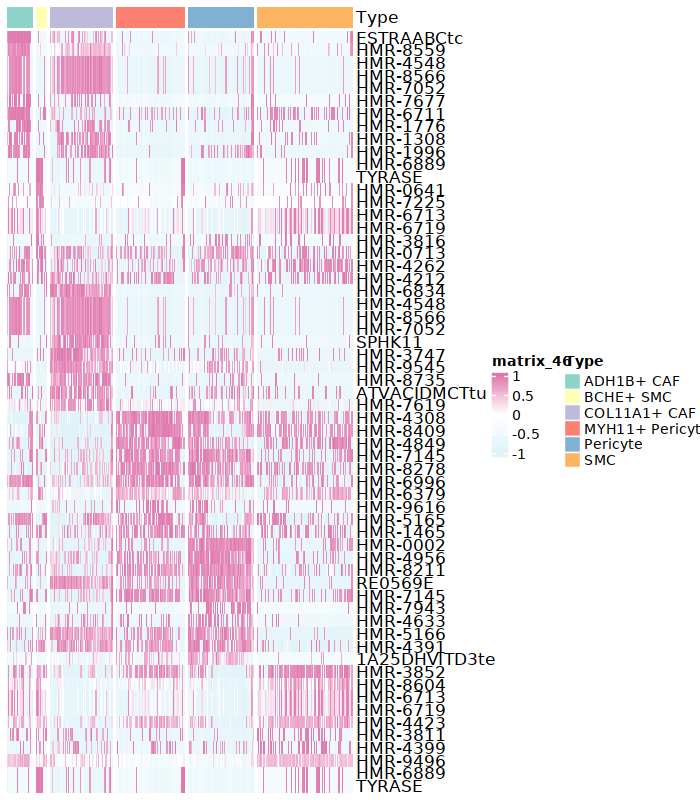 Type
ESTRAABCtc
HMR-8559
HMR-4548
HMR-8566
HMR-7052
HMR-7677
HMR-6711
HMR-1776
HMR-1308
HMR-1996
HMR-6889
TYRASE
HMR-0641
HMR-7225
HMR-6713
HMR-6719
HMR-3816
HMR-0713
HMR-4262
HMR-4212
HMR-6834
HMR-4548
HMR-8566
HMR-7052
SPHK11
HMR-3747
HMR-9545
HMR-8735
ATVACIDMCTtu
HMR-7619
HMR-4308
HMR-8409
HMR-4849
HMR-7145
HMR-8278
HMR-6996
HMR-6379
HMR-9616
HMR-5165
HMR-1465
HMR-0002
HMR-4956
HMR-8211
RE0569E
HMR-7145
HMR-7943
HMR-4633
HMR-5166
HMR-4391
1A25DHVITD3te
HMR-3852
HMR-8604
HMR-6713
HMR-6719
HMR-4423
HMR-3811
HMR-4399
HMR-9496
HMR-6889
TYRASE
matrix_46
1
0.5
0
-0.5
-1
Type
ADH1B+ CAF
BCHE+ SMC
COL11A1+ CAF
MYH11+ Pericyt
Pericyte
SMC